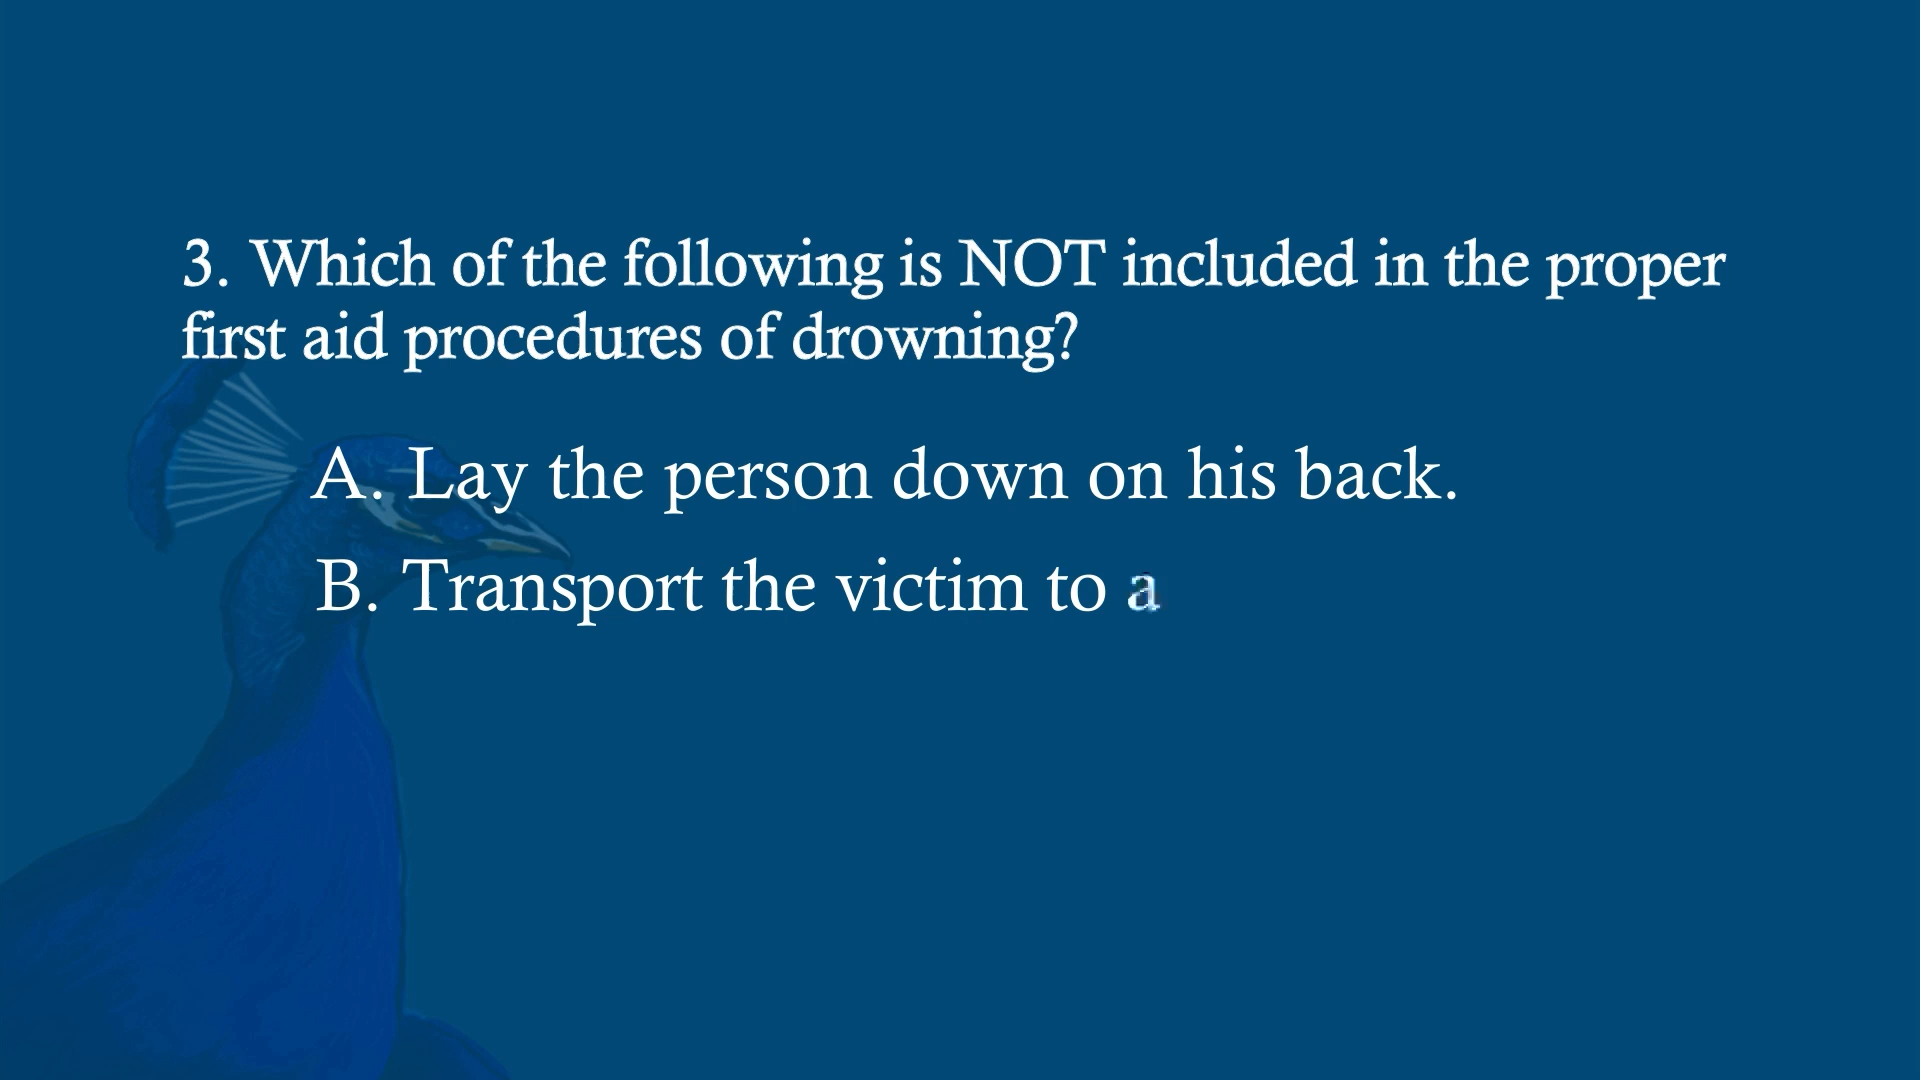 3. Which of the following is NOT included in the proper
first aid procedures of drowning?
A. Lay the person down on his back.
B. Transport the victim to a